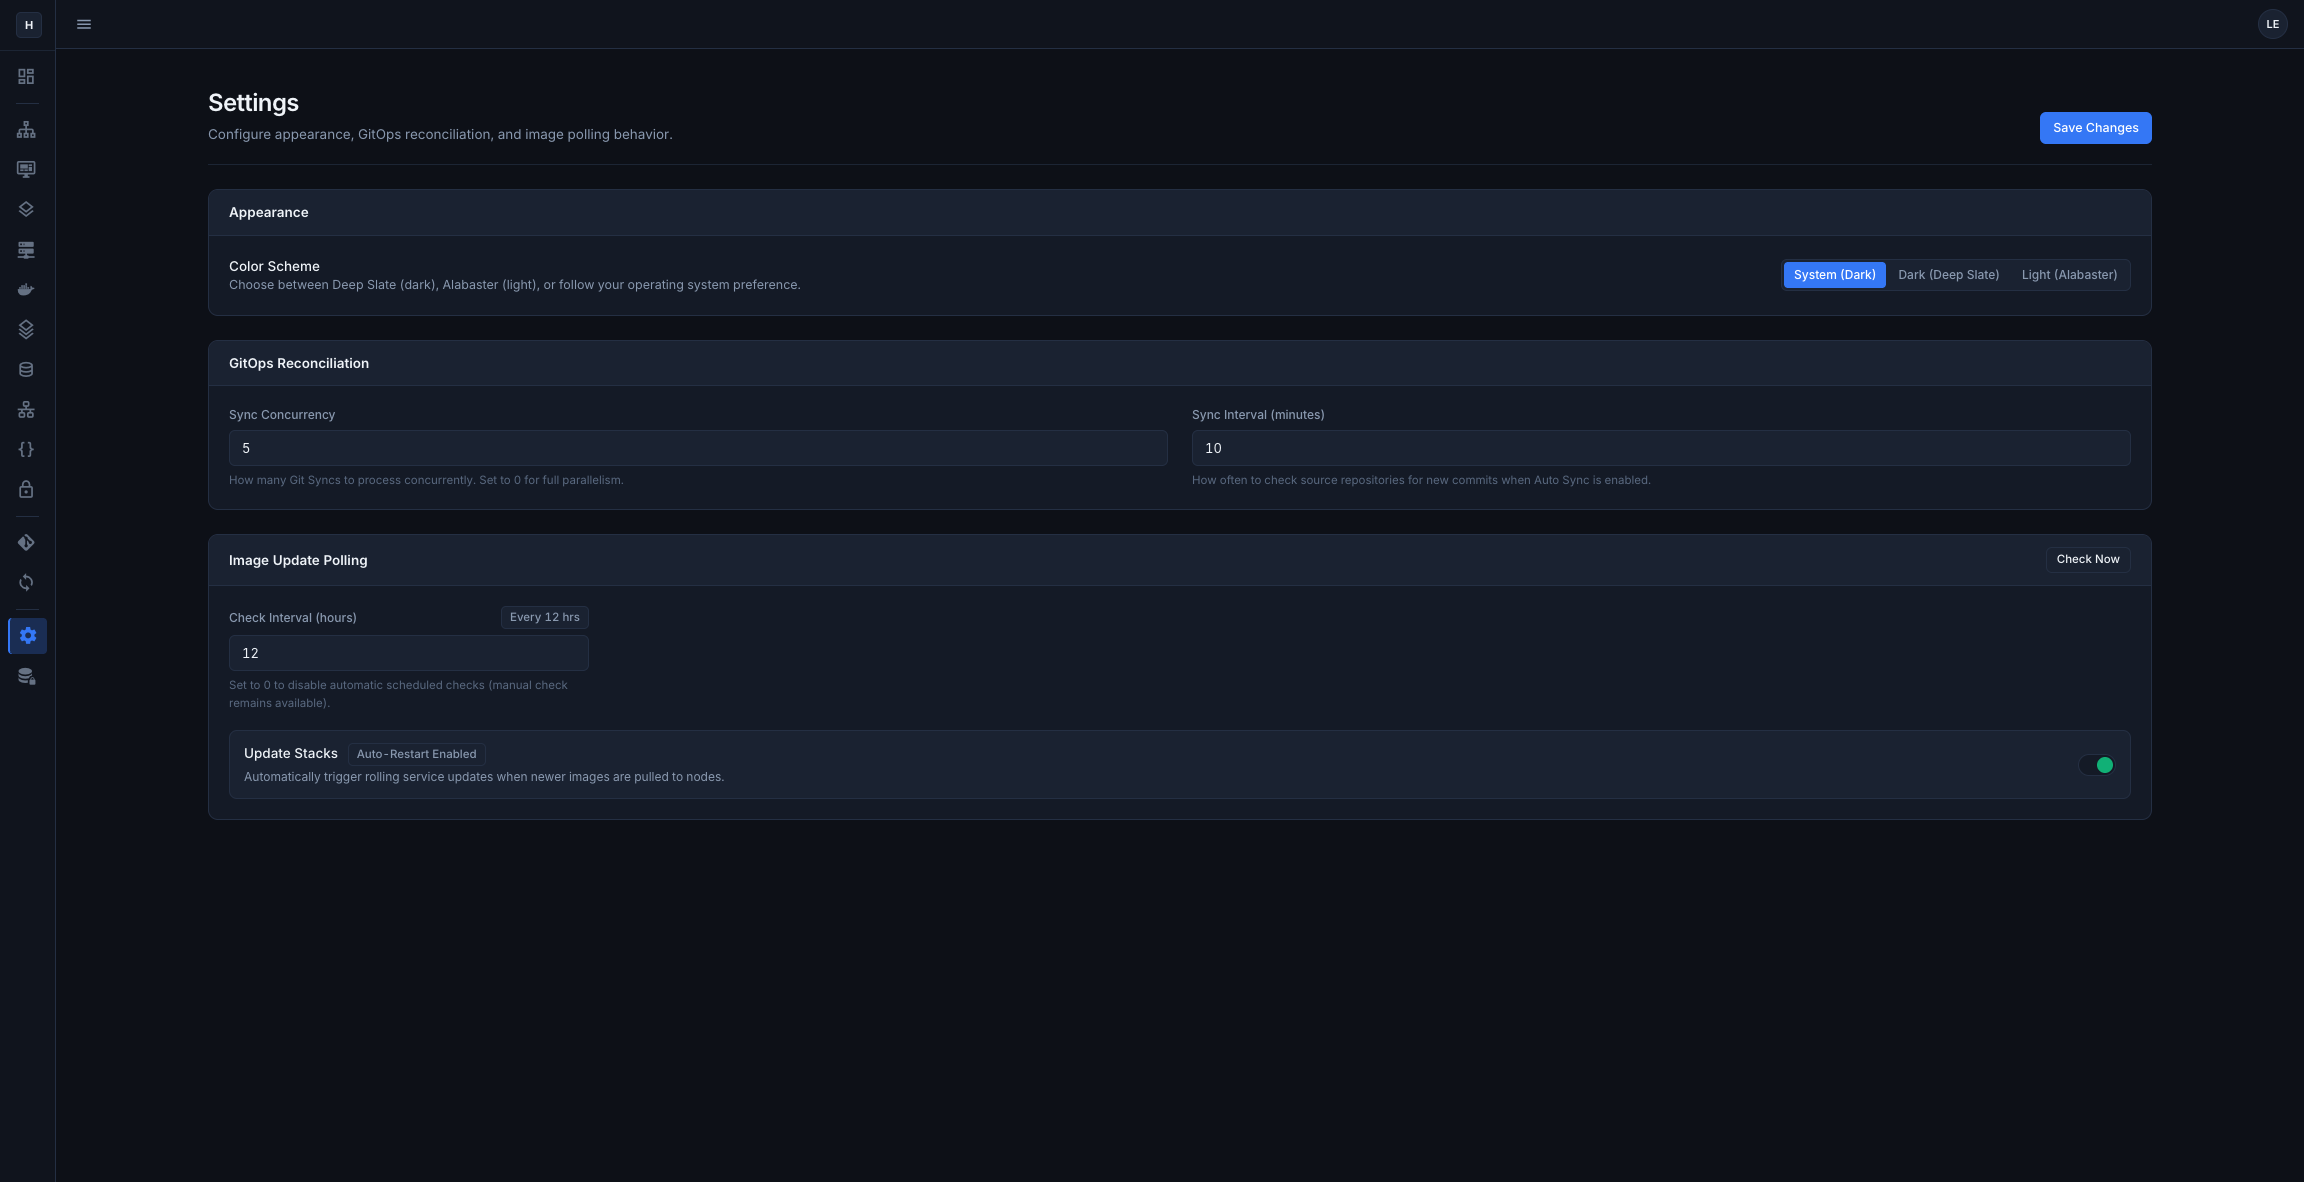 H
LE
Settings
Configure appearance, GitOps reconciliation, and image polling behavior.
Save Changes
Appearance
Color Scheme
Choose between Deep Slate (dark), Alabaster (light), or follow your operating system preference.
System (Dark)
Dark (Deep Slate)
Light (Alabaster)
GitOps Reconciliation
Sync Concurrency
5
How many Git Syncs to process concurrently. Set to 0 for full parallelism.
Sync Interval (minutes)
10
How often to check source repositories for new commits when Auto Sync is enabled.
Image Update Polling
Check Now
Check Interval (hours)
Every 12 hrs
12
Set to 0 to disable automatic scheduled checks (manual check
remains available).
Update Stacks
Auto-Restart Enabled
Automatically trigger rolling service updates when newer images are pulled to nodes.